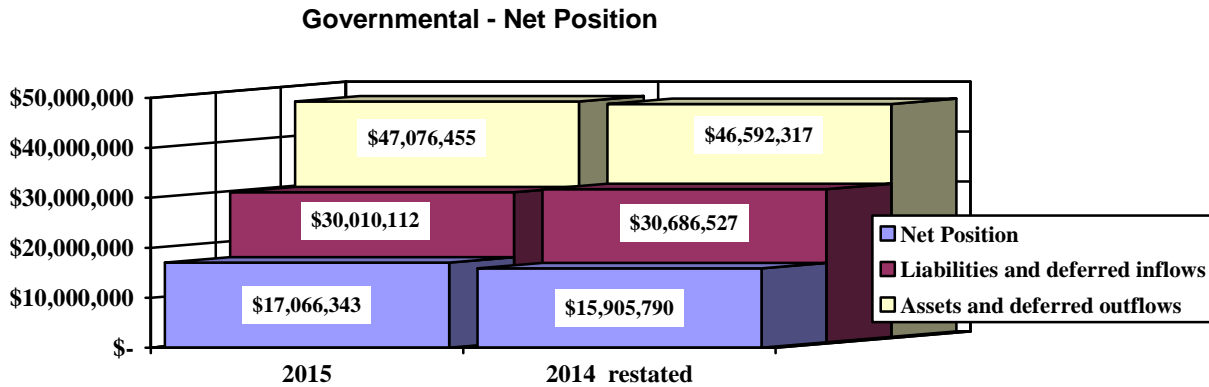 Governmental - Net Position
$50,000,000
$40,000,000
$30,000,000
$20,000,000
$10,000,000
$-
$47,076,455
$46,592,317
$30,010,112
$30,686,527
$17,066,343
$15,905,790
2015
2014 restated
Net Position
Liabilities and deferred inflows
Assets and deferred outflows